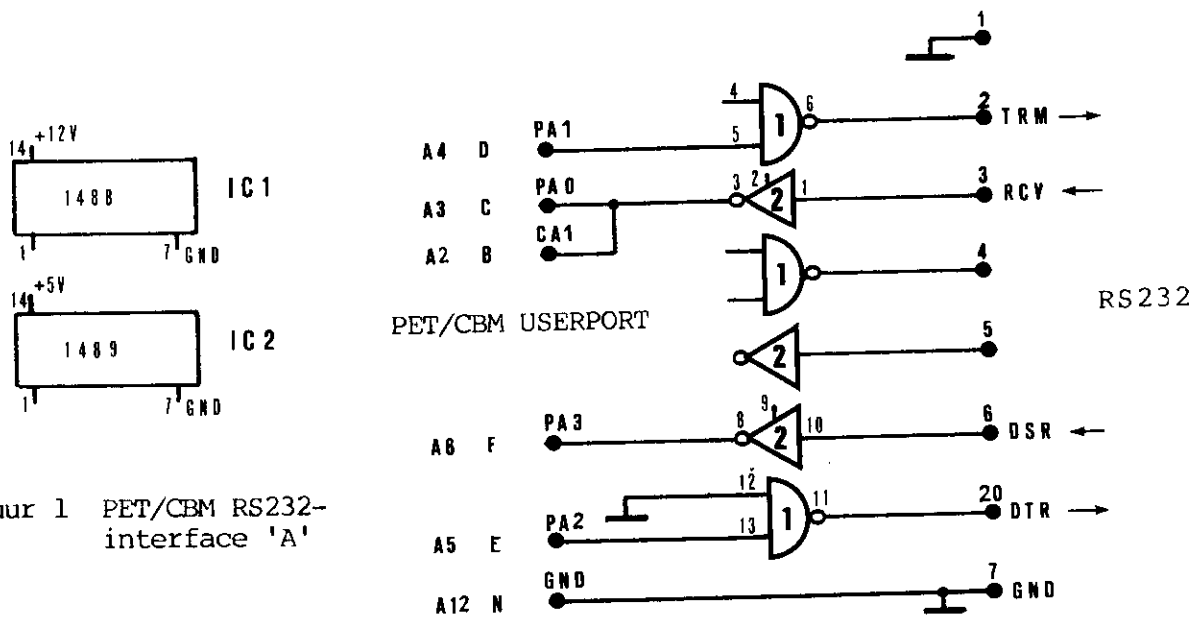 1
4
6
2
TRM
1
5
PA1
A4 D
14 +12V
IC1
1488
1
7 GND
PA0
3
2
2
1
3
RCV
A3 C
CA1
A2 B
1
4
14 +5V
IC2
1489
1
7 GND
PET/CBM USERPORT
RS232
2
5
PA3
8
9
2
10
6
DSR
A6 F
uur 1 PET/CBM RS232-
interface 'A'
12
11
1
13
20
DTR
PA2
A5 E
GND
A12 N
7
GND